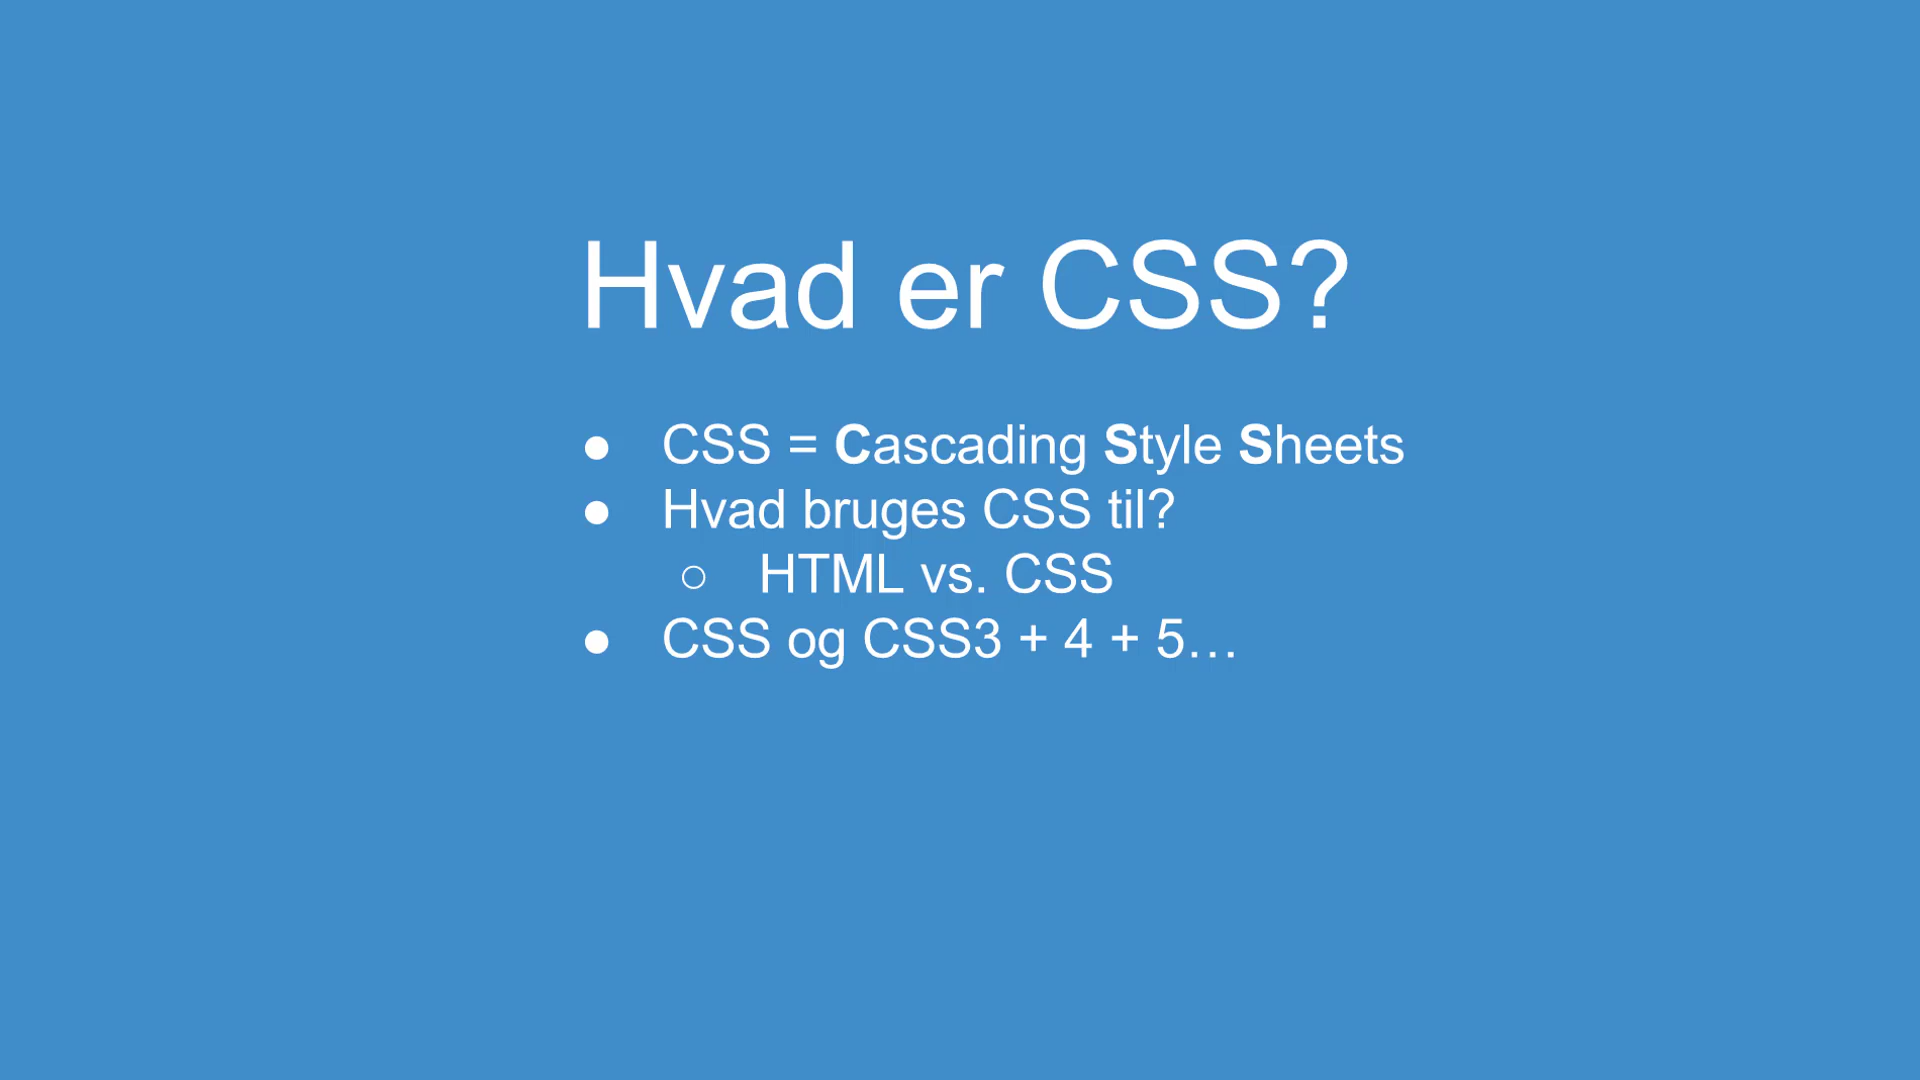 Hvad er CSS?
● CSS = Cascading Style Sheets
● Hvad bruges CSS til?
○ HTML vs. CSS
● CSS og CSS3 + 4 + 5…